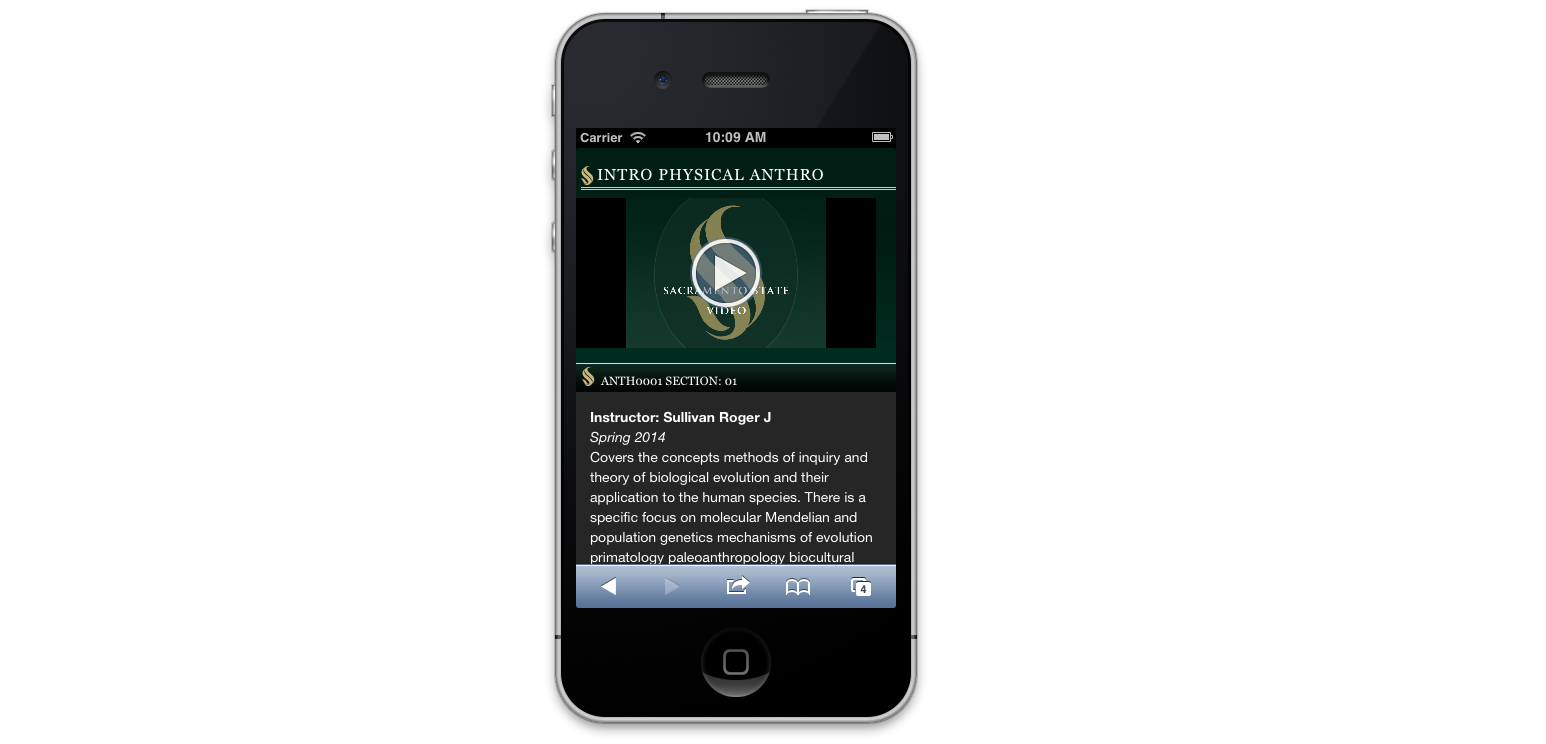 Carrier 10:09 AM
INTRO PHYSICAL ANTHRO
SACRAMENTO STATE
VIDEO
ANTH0001 SECTION: 01
Instructor: Sullivan Roger J
Spring 2014
Covers the concepts methods of inquiry and
theory of biological evolution and their
application to the human species. There is a
specific focus on molecular Mendelian and
population genetics mechanisms of evolution
primatology paleoanthropology biocultural
4